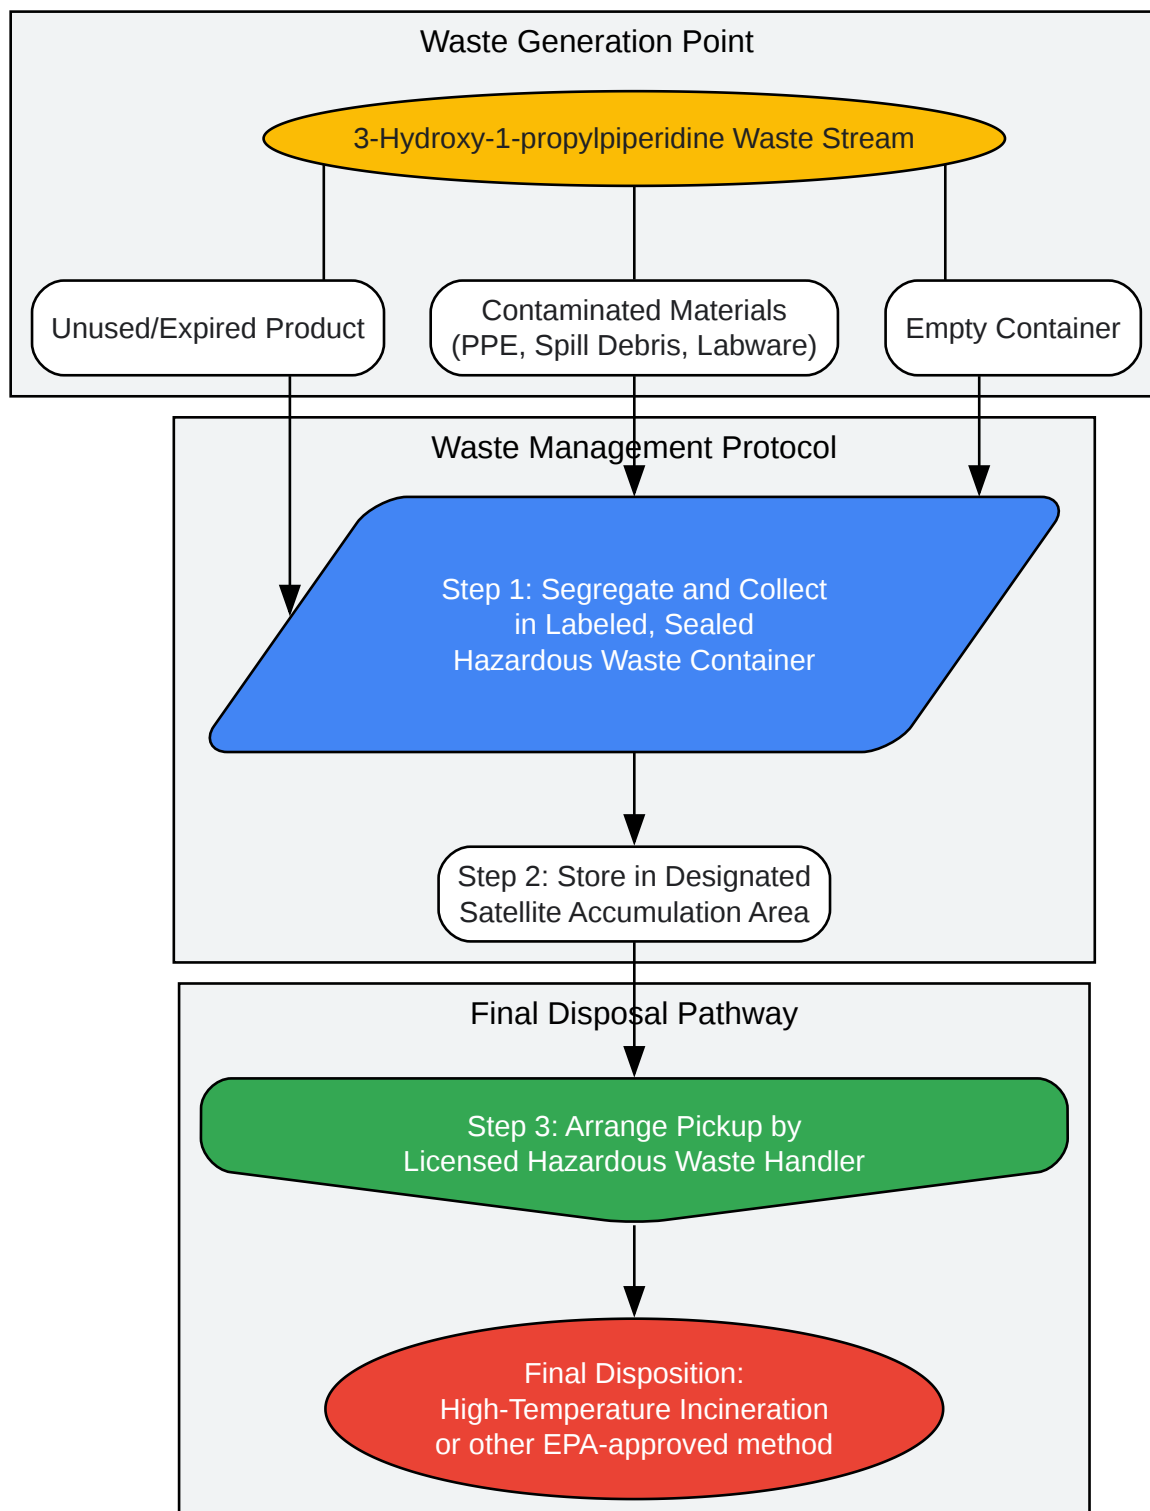 Waste Generation Point
3-Hydroxy-1-propylpiperidine Waste Stream
Unused/Expired Product
Contaminated Materials
(PPE, Spill Debris, Labware)
Empty Container
Waste Management Protocol
Step 1: Segregate and Collect
in Labeled, Sealed
Hazardous Waste Container
Step 2: Store in Designated
Satellite Accumulation Area
Final Disposal Pathway
Step 3: Arrange Pickup by
Licensed Hazardous Waste Handler
Final Disposition:
High-Temperature Incineration
or other EPA-approved method